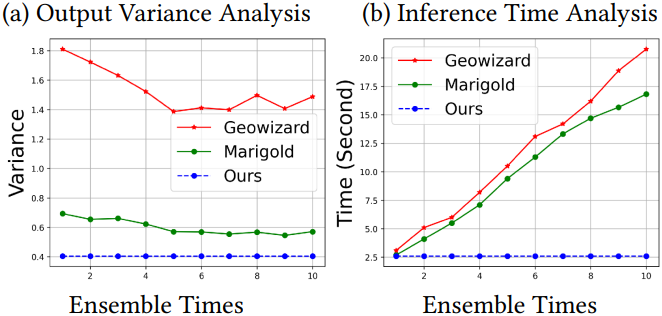 (a) Output Variance Analysis
1.8
1.6
1.4
1.2
1.0
0.8
0.6
0.4
Variance
Geowizard
Marigold
Ours
2 4 6 8 10
Ensemble Times
(b) Inference Time Analysis
20.0
17.5
15.0
12.5
10.0
7.5
5.0
2.5
Time (Second)
Geowizard
Marigold
Ours
2 4 6 8 10
Ensemble Times